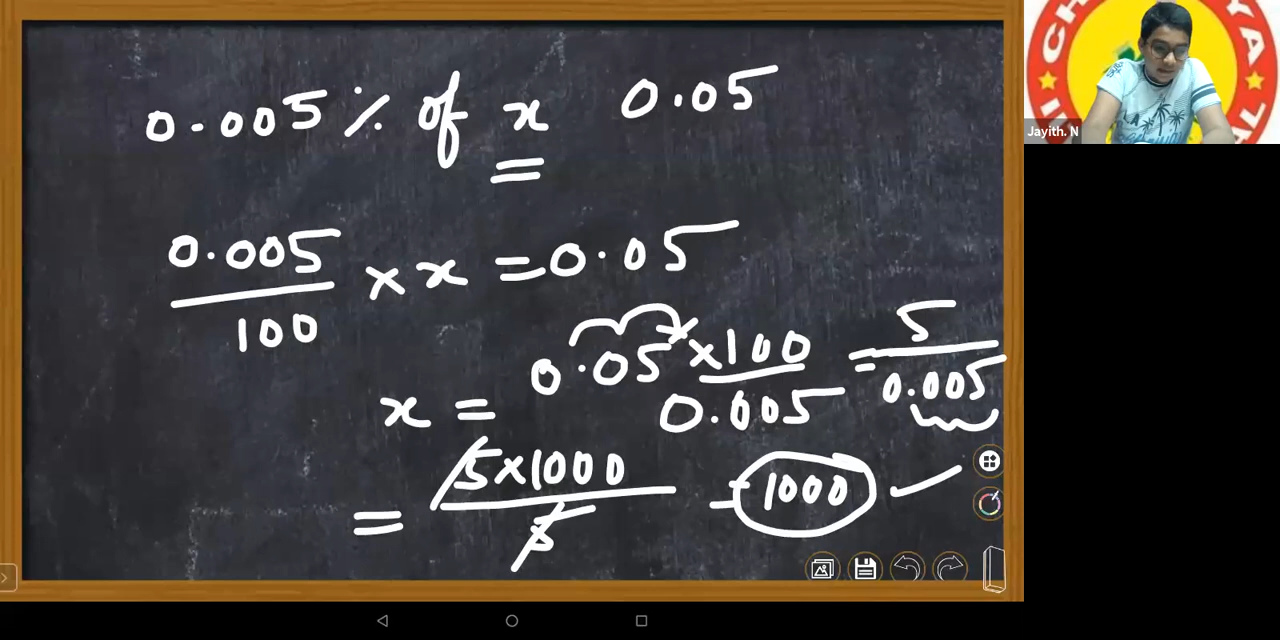 0.005% of x 0.05
0.005/100 × x = 0.05
x = 0.05 × 100/0.005 = 5/0.005
= 5×1000/5 = 1000 ✓
Jayith. N